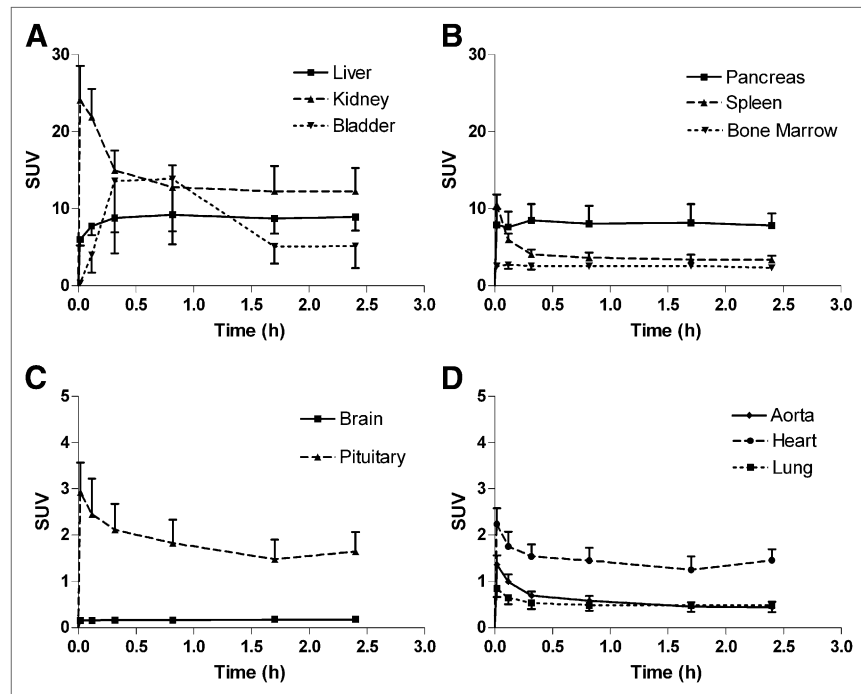 A
30
20
10
0
SUV
0.0 0.5 1.0 1.5 2.0 2.5 3.0
Time (h)
Liver
Kidney
Bladder
B
30
20
10
0
SUV
0.0 0.5 1.0 1.5 2.0 2.5 3.0
Time (h)
Pancreas
Spleen
Bone Marrow
C
5
4
3
2
1
0
SUV
0.0 0.5 1.0 1.5 2.0 2.5 3.0
Time (h)
Brain
Pituitary
D
5
4
3
2
1
0
SUV
0.0 0.5 1.0 1.5 2.0 2.5 3.0
Time (h)
Aorta
Heart
Lung